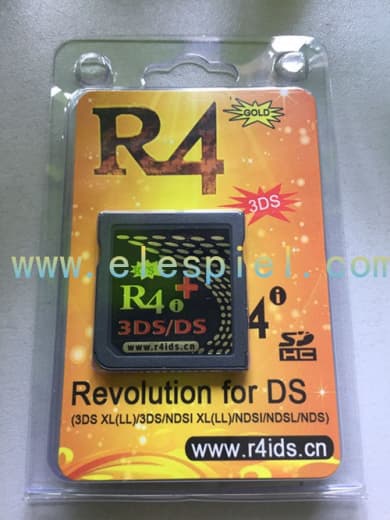 R4
GOLD
3DS
www.elespiel.com
R4i+
3DS/DS
www.r4ids.cn
4i
SD
HC
Revolution for DS
(3DS XL(LL)/3DS/NDSI XL(LL)/NDSI/NDSL/NDS)
www.r4ids.cn